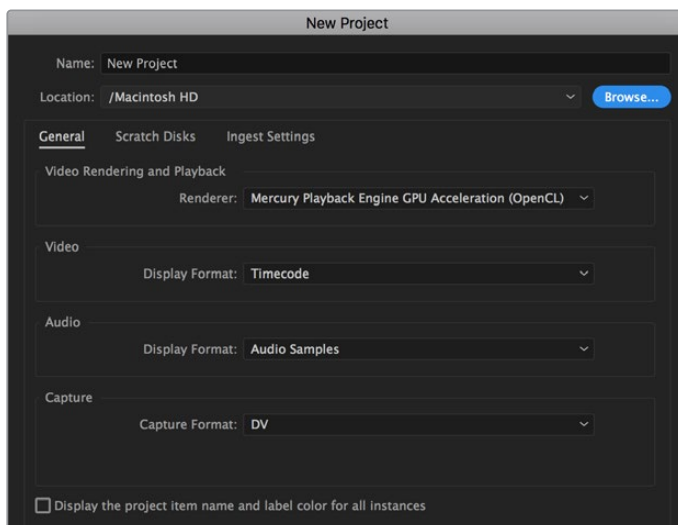 New Project
Name: New Project
Location: /Macintosh HD Browse...
General Scratch Disks Ingest Settings
Video Rendering and Playback
Renderer: Mercury Playback Engine GPU Acceleration (OpenCL)
Video
Display Format: Timecode
Audio
Display Format: Audio Samples
Capture
Capture Format: DV
Display the project item name and label color for all instances